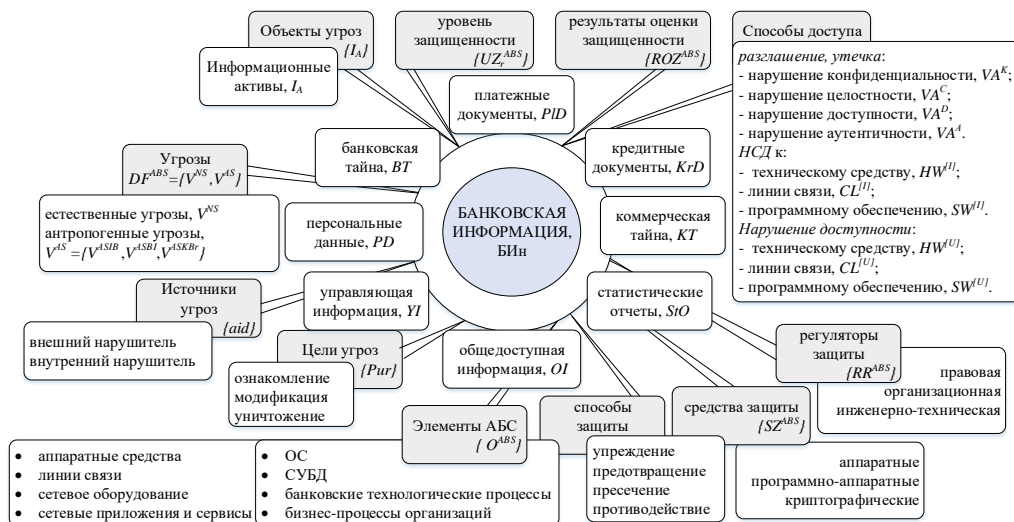 Объекты угроз
{I_A}
Информационные
активы, I_A
уровень
защищенности
{UZ_r^ABS}
результаты оценки
защищенности
{ROZ^ABS}
Способы доступа
разглашение, утечка:
- нарушение конфиденциальности, VA^K;
- нарушение целостности, VA^C;
- нарушение доступности, VA^D;
- нарушение аутентичности, VA^A.
НСД к:
- техническому средству, HW^[I];
- линии связи, CL^[I];
- программному обеспечению, SW^[I].
Нарушение доступности:
- техническому средству, HW^[U];
- линии связи, CL^[U];
- программному обеспечению, SW^[U].
платежные
документы, PlD
банковская
тайна, BT
кредитные
документы, KrD
Угрозы
DF^ABS={V^NS,V^AS}
естественные угрозы, V^NS
антропогенные угрозы,
V^AS ={V^ASIB,V^ASBI,V^ASKBr}
персональные
данные, PD
БАНКОВСКАЯ
ИНФОРМАЦИЯ,
БИн
коммерческая
тайна, KT
Источники
угроз
{aid}
внешний нарушитель
внутренний нарушитель
управляющая
информация, YI
статистические
отчеты, StO
Цели угроз
{Pur}
ознакомление
модификация
уничтожение
общедоступная
информация, OI
регуляторы
защиты
{RR^ABS}
правовая
организационная
инженерно-техническая
Элементы АБС
{ O^ABS}
• аппаратные средства
• линии связи
• сетевое оборудование
• сетевые приложения и сервисы
• ОС
• СУБД
• банковские технологические процессы
• бизнес-процессы организаций
способы
защиты
упреждение
предотвращение
пресечение
противодействие
средства защиты
{SZ^ABS}
аппаратные
программно-аппаратные
криптографические